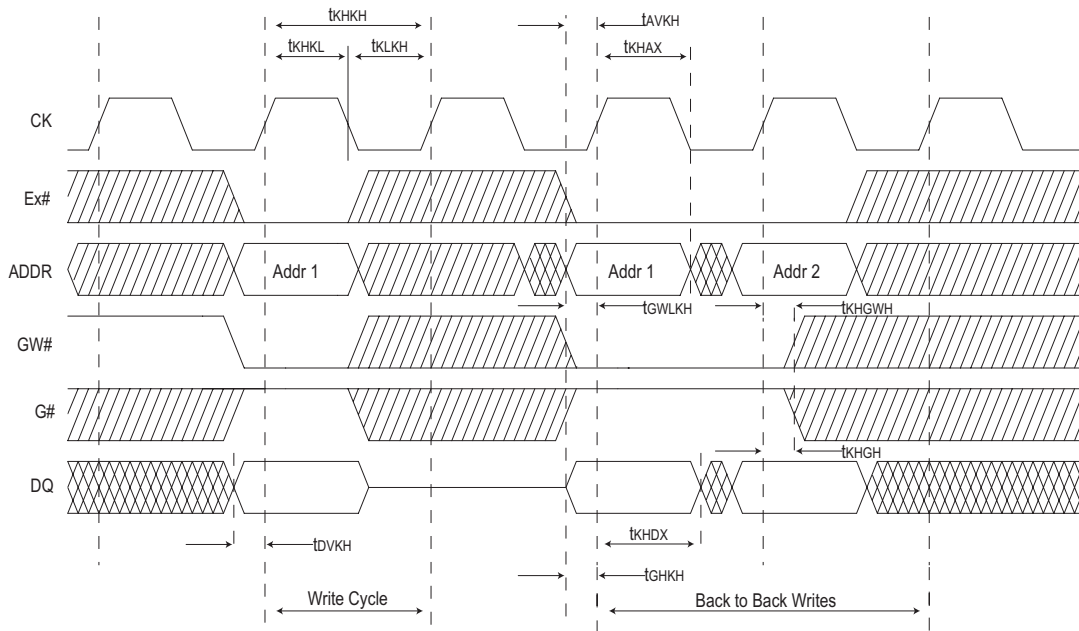 tKHKH
tAVKH
tKHKL
tKLKH
tKHAX
CK
Ex#
ADDR
Addr 1
Addr 1
Addr 2
tGWLKH
tKHGWH
GW#
G#
tKHGH
DQ
tDVKH
tKHDX
tGHKH
Write Cycle
Back to Back Writes